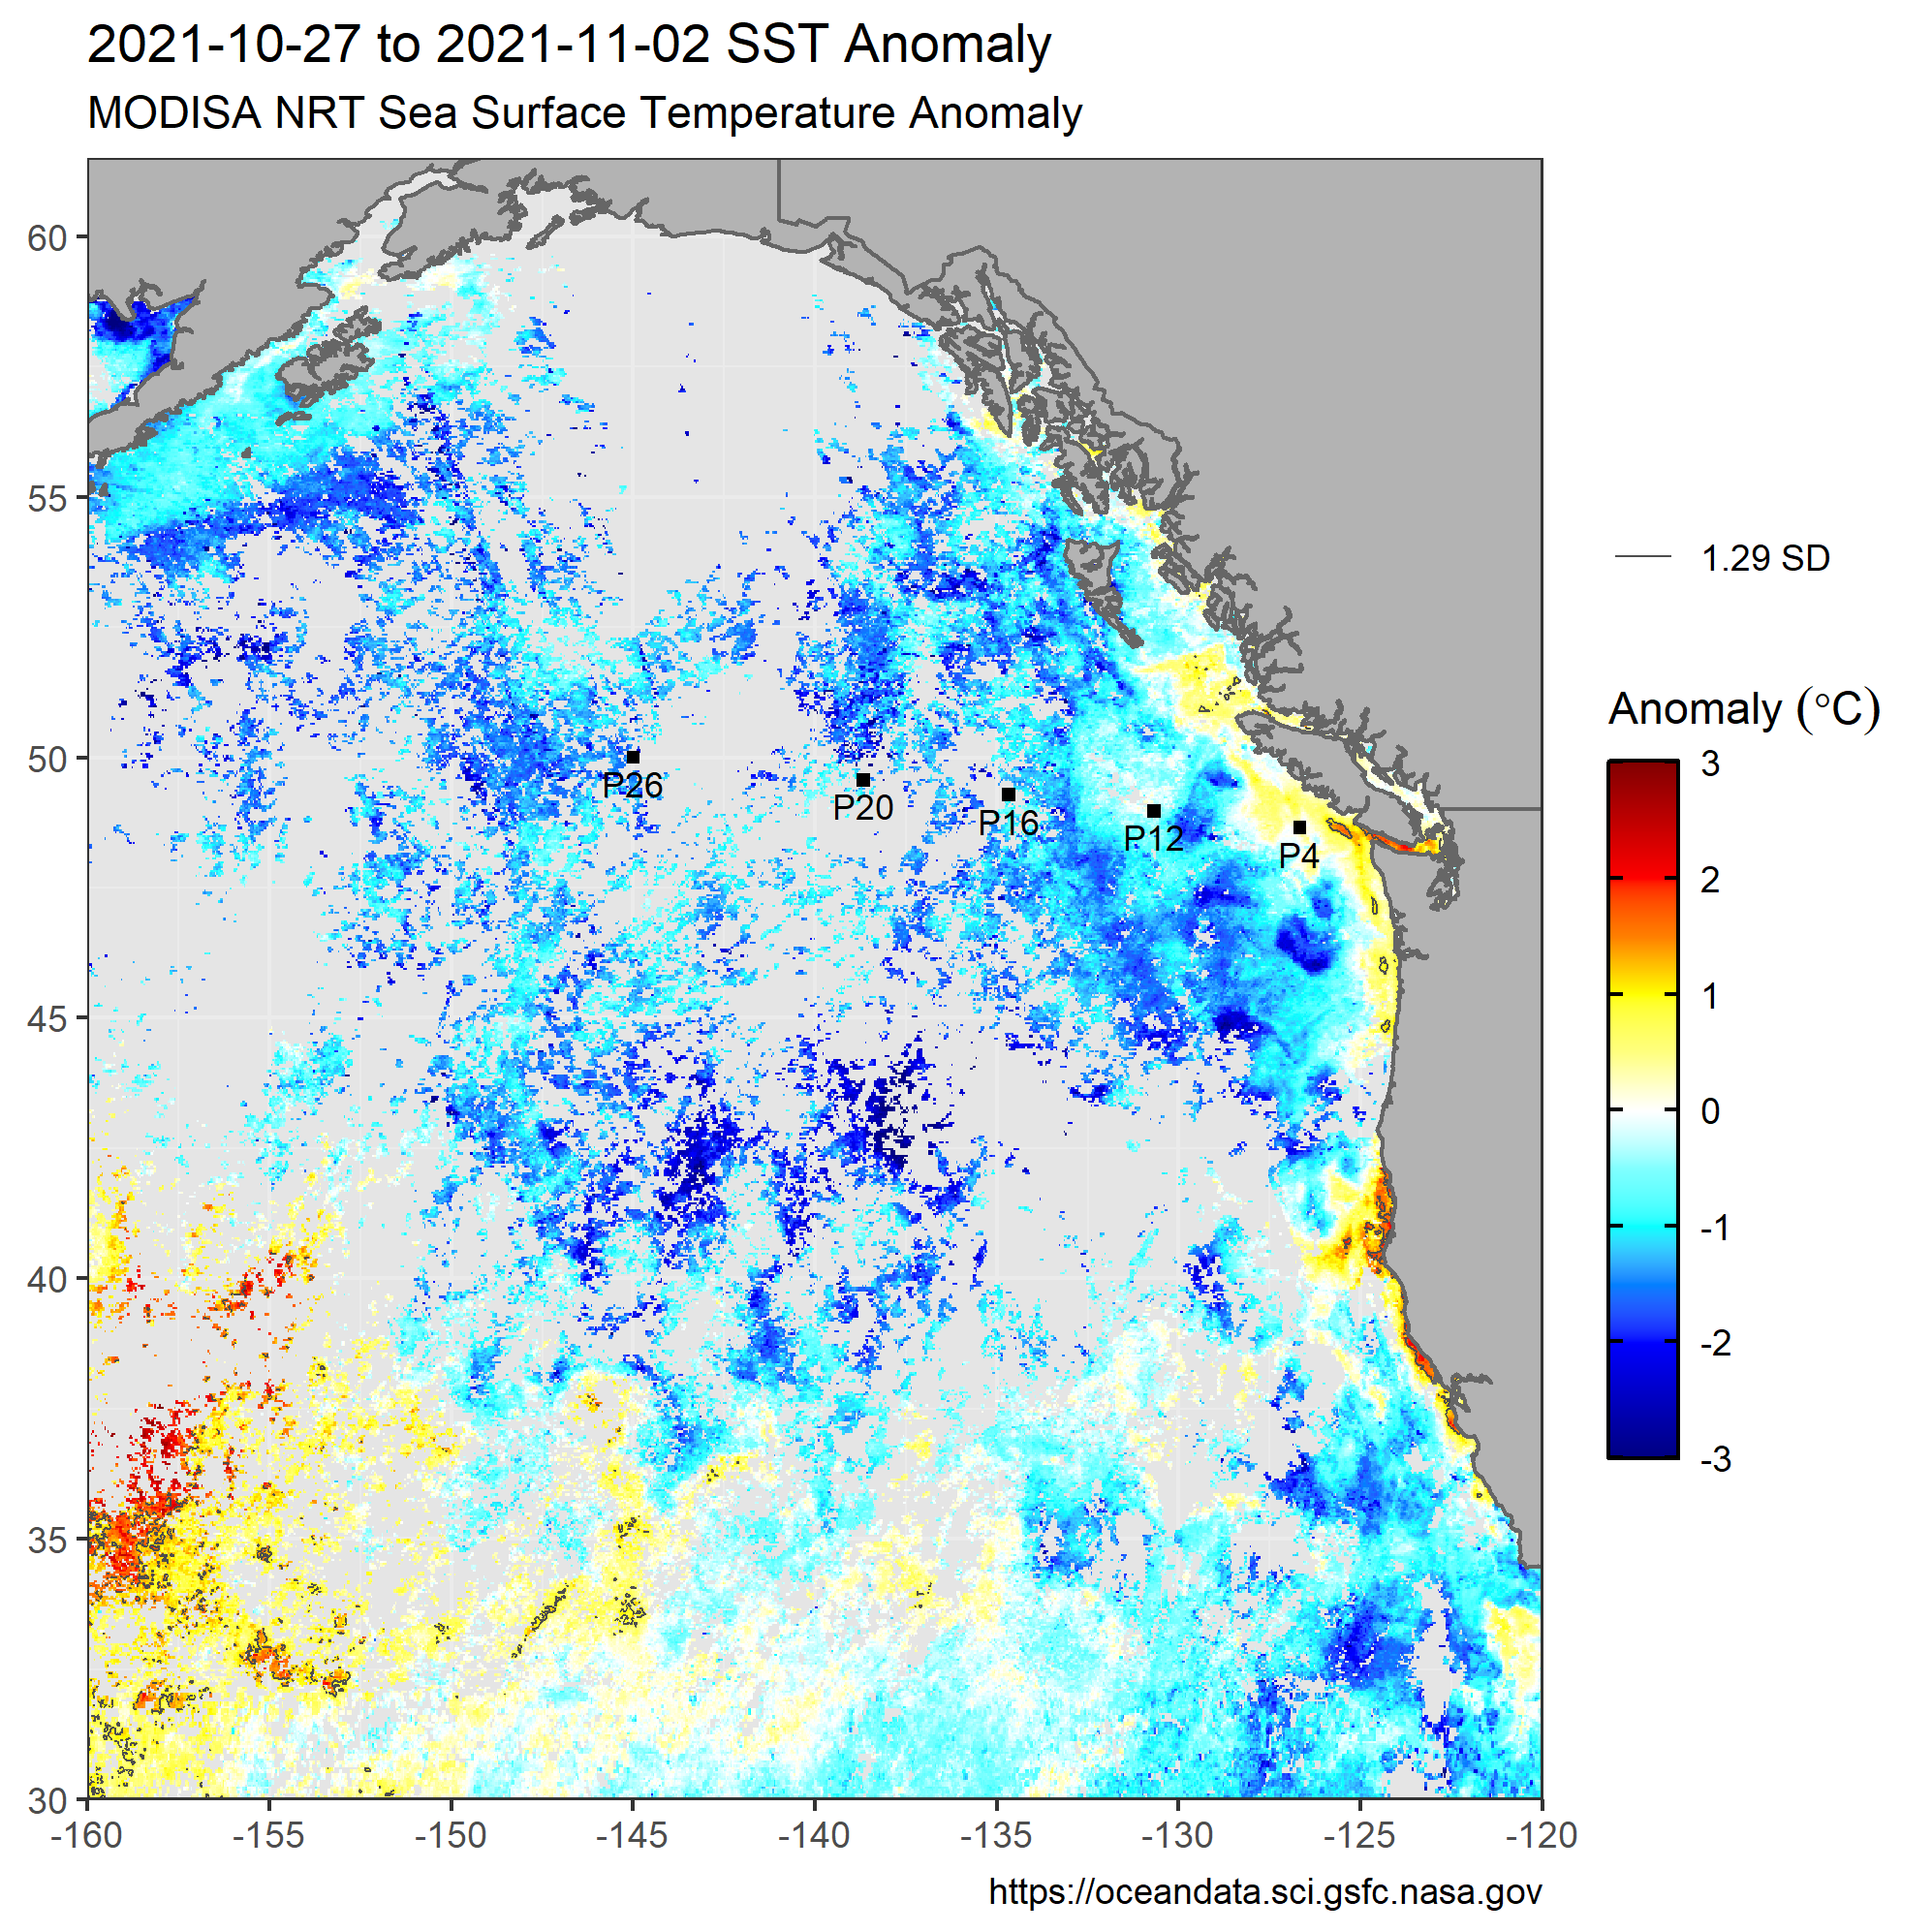 2021-10-27 to 2021-11-02 SST Anomaly
MODISA NRT Sea Surface Temperature Anomaly
60
55
50
45
40
35
30
-160
-155
-150
-145
-140
-135
-130
-125
-120
P26
P20
P16
P12
P4
1.29 SD
Anomaly (°C)
3
2
1
0
-1
-2
-3
https://oceandata.sci.gsfc.nasa.gov